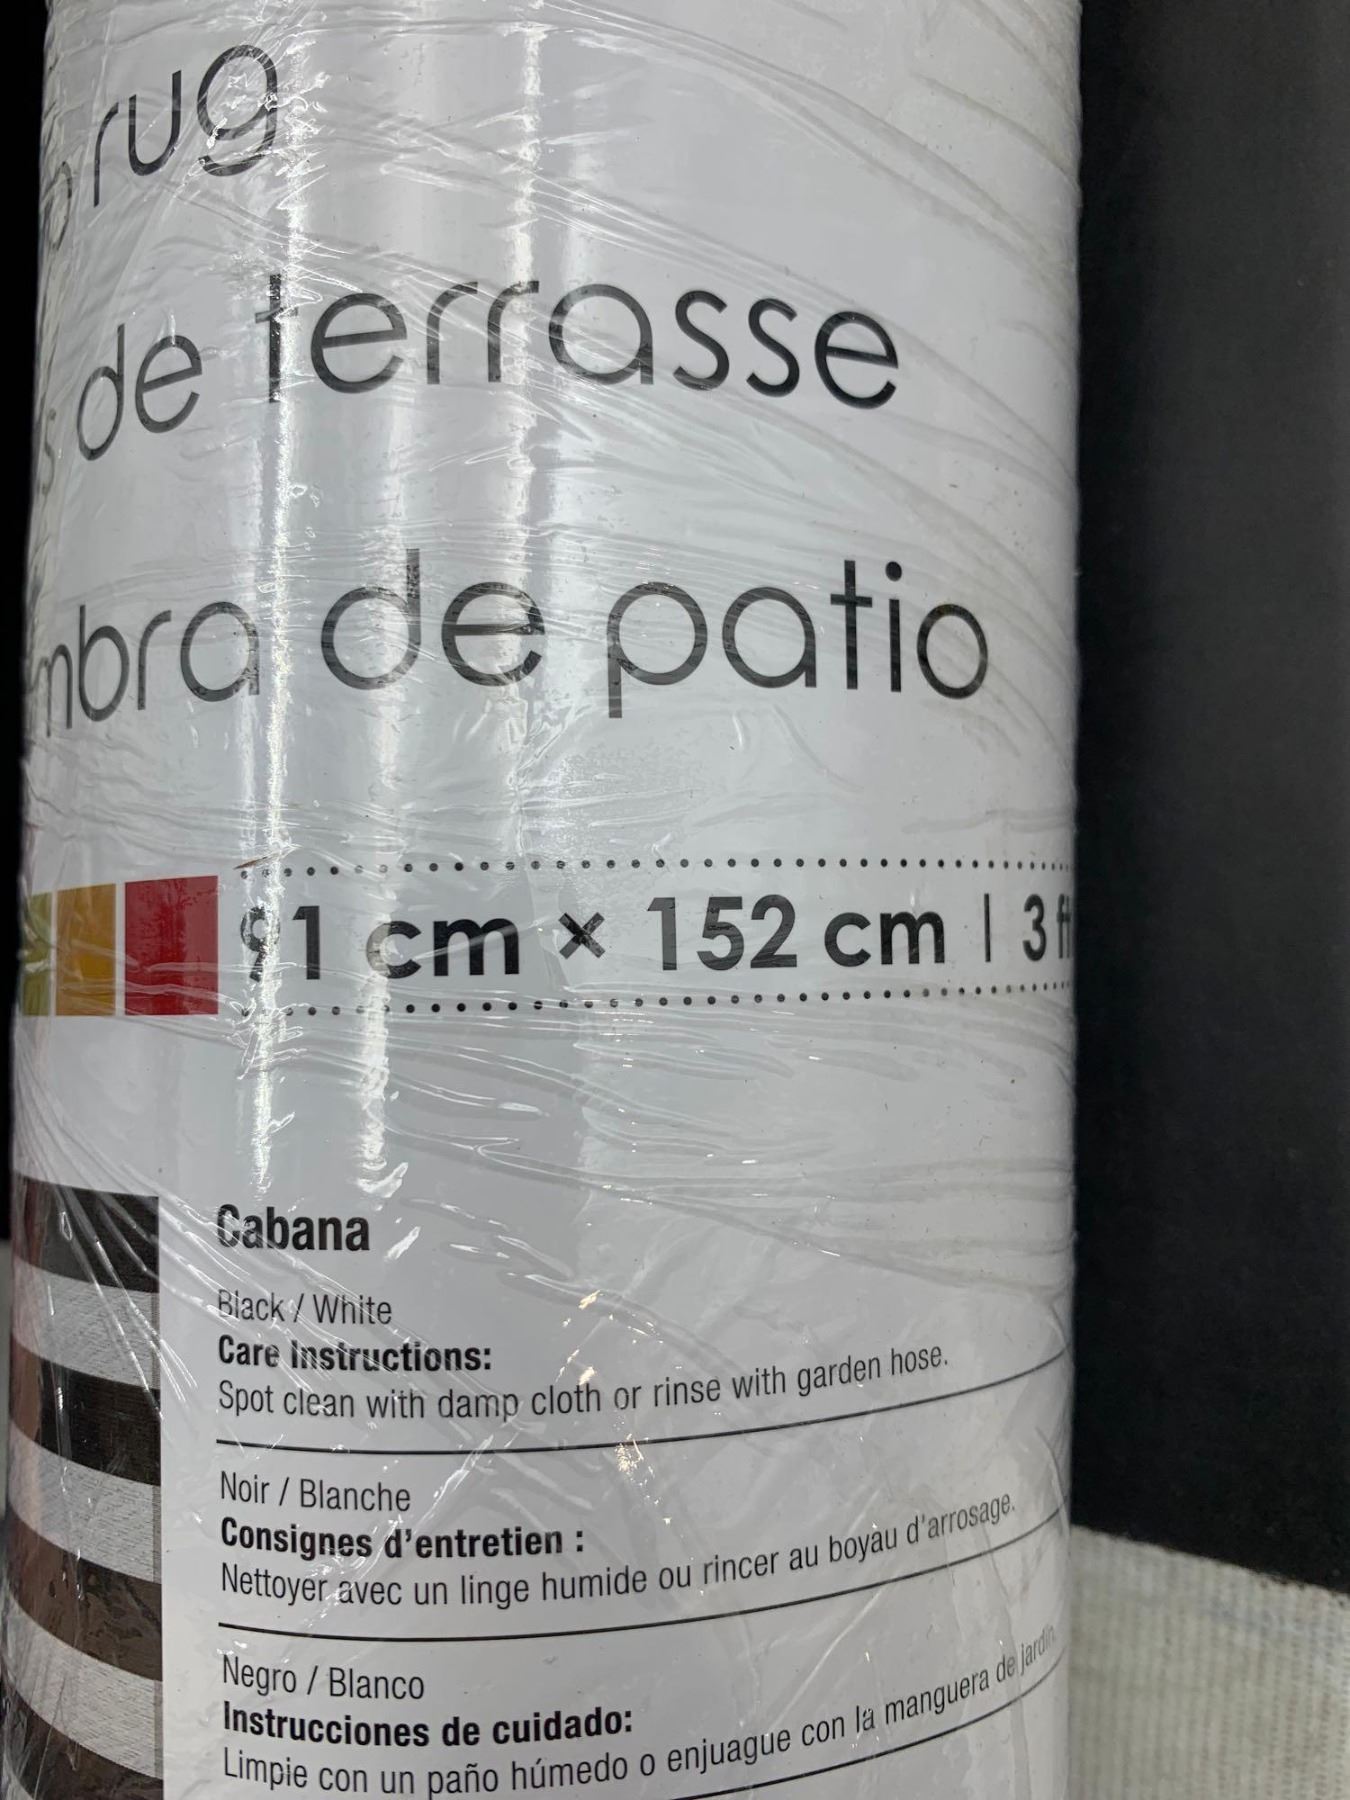 rug
de terrasse
de patio
91 cm × 152 cm | 3
Cabana
Black / White
Care Instructions:
Spot clean with damp cloth or rinse with garden hose.
Noir / Blanche
Consignes d'entretien :
Nettoyer avec un linge humide ou rincer au boyau d'arrosage.
Negro / Blanco
Instrucciones de cuidado:
Limpie con un paño húmedo o enjuague con la manguera de jardín.